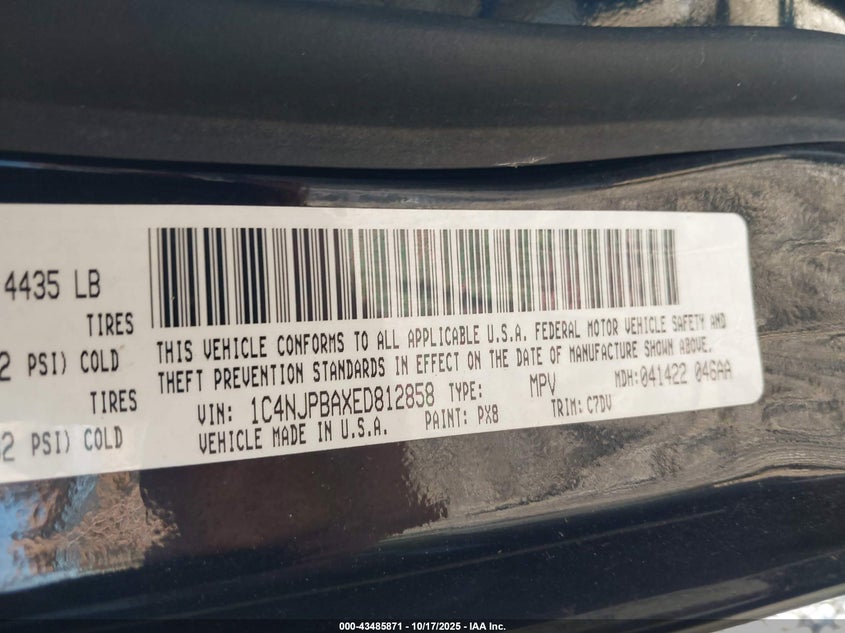 4435 LB
TIRES
2 PSI) COLD
TIRES
2 PSI) COLD
THIS VEHICLE CONFORMS TO ALL APPLICABLE U.S.A. FEDERAL MOTOR VEHICLE SAFETY AND
THEFT PREVENTION STANDARDS IN EFFECT ON THE DATE OF MANUFACTURE SHOWN ABOVE.
VIN: 1C4NJPBAXED812858 TYPE: MPV MDH: 041422 046AA
VEHICLE MADE IN U.S.A. PAINT: PX8 TRIM: C7DV
000-43485871 | 10/17/2025 - IAA Inc.